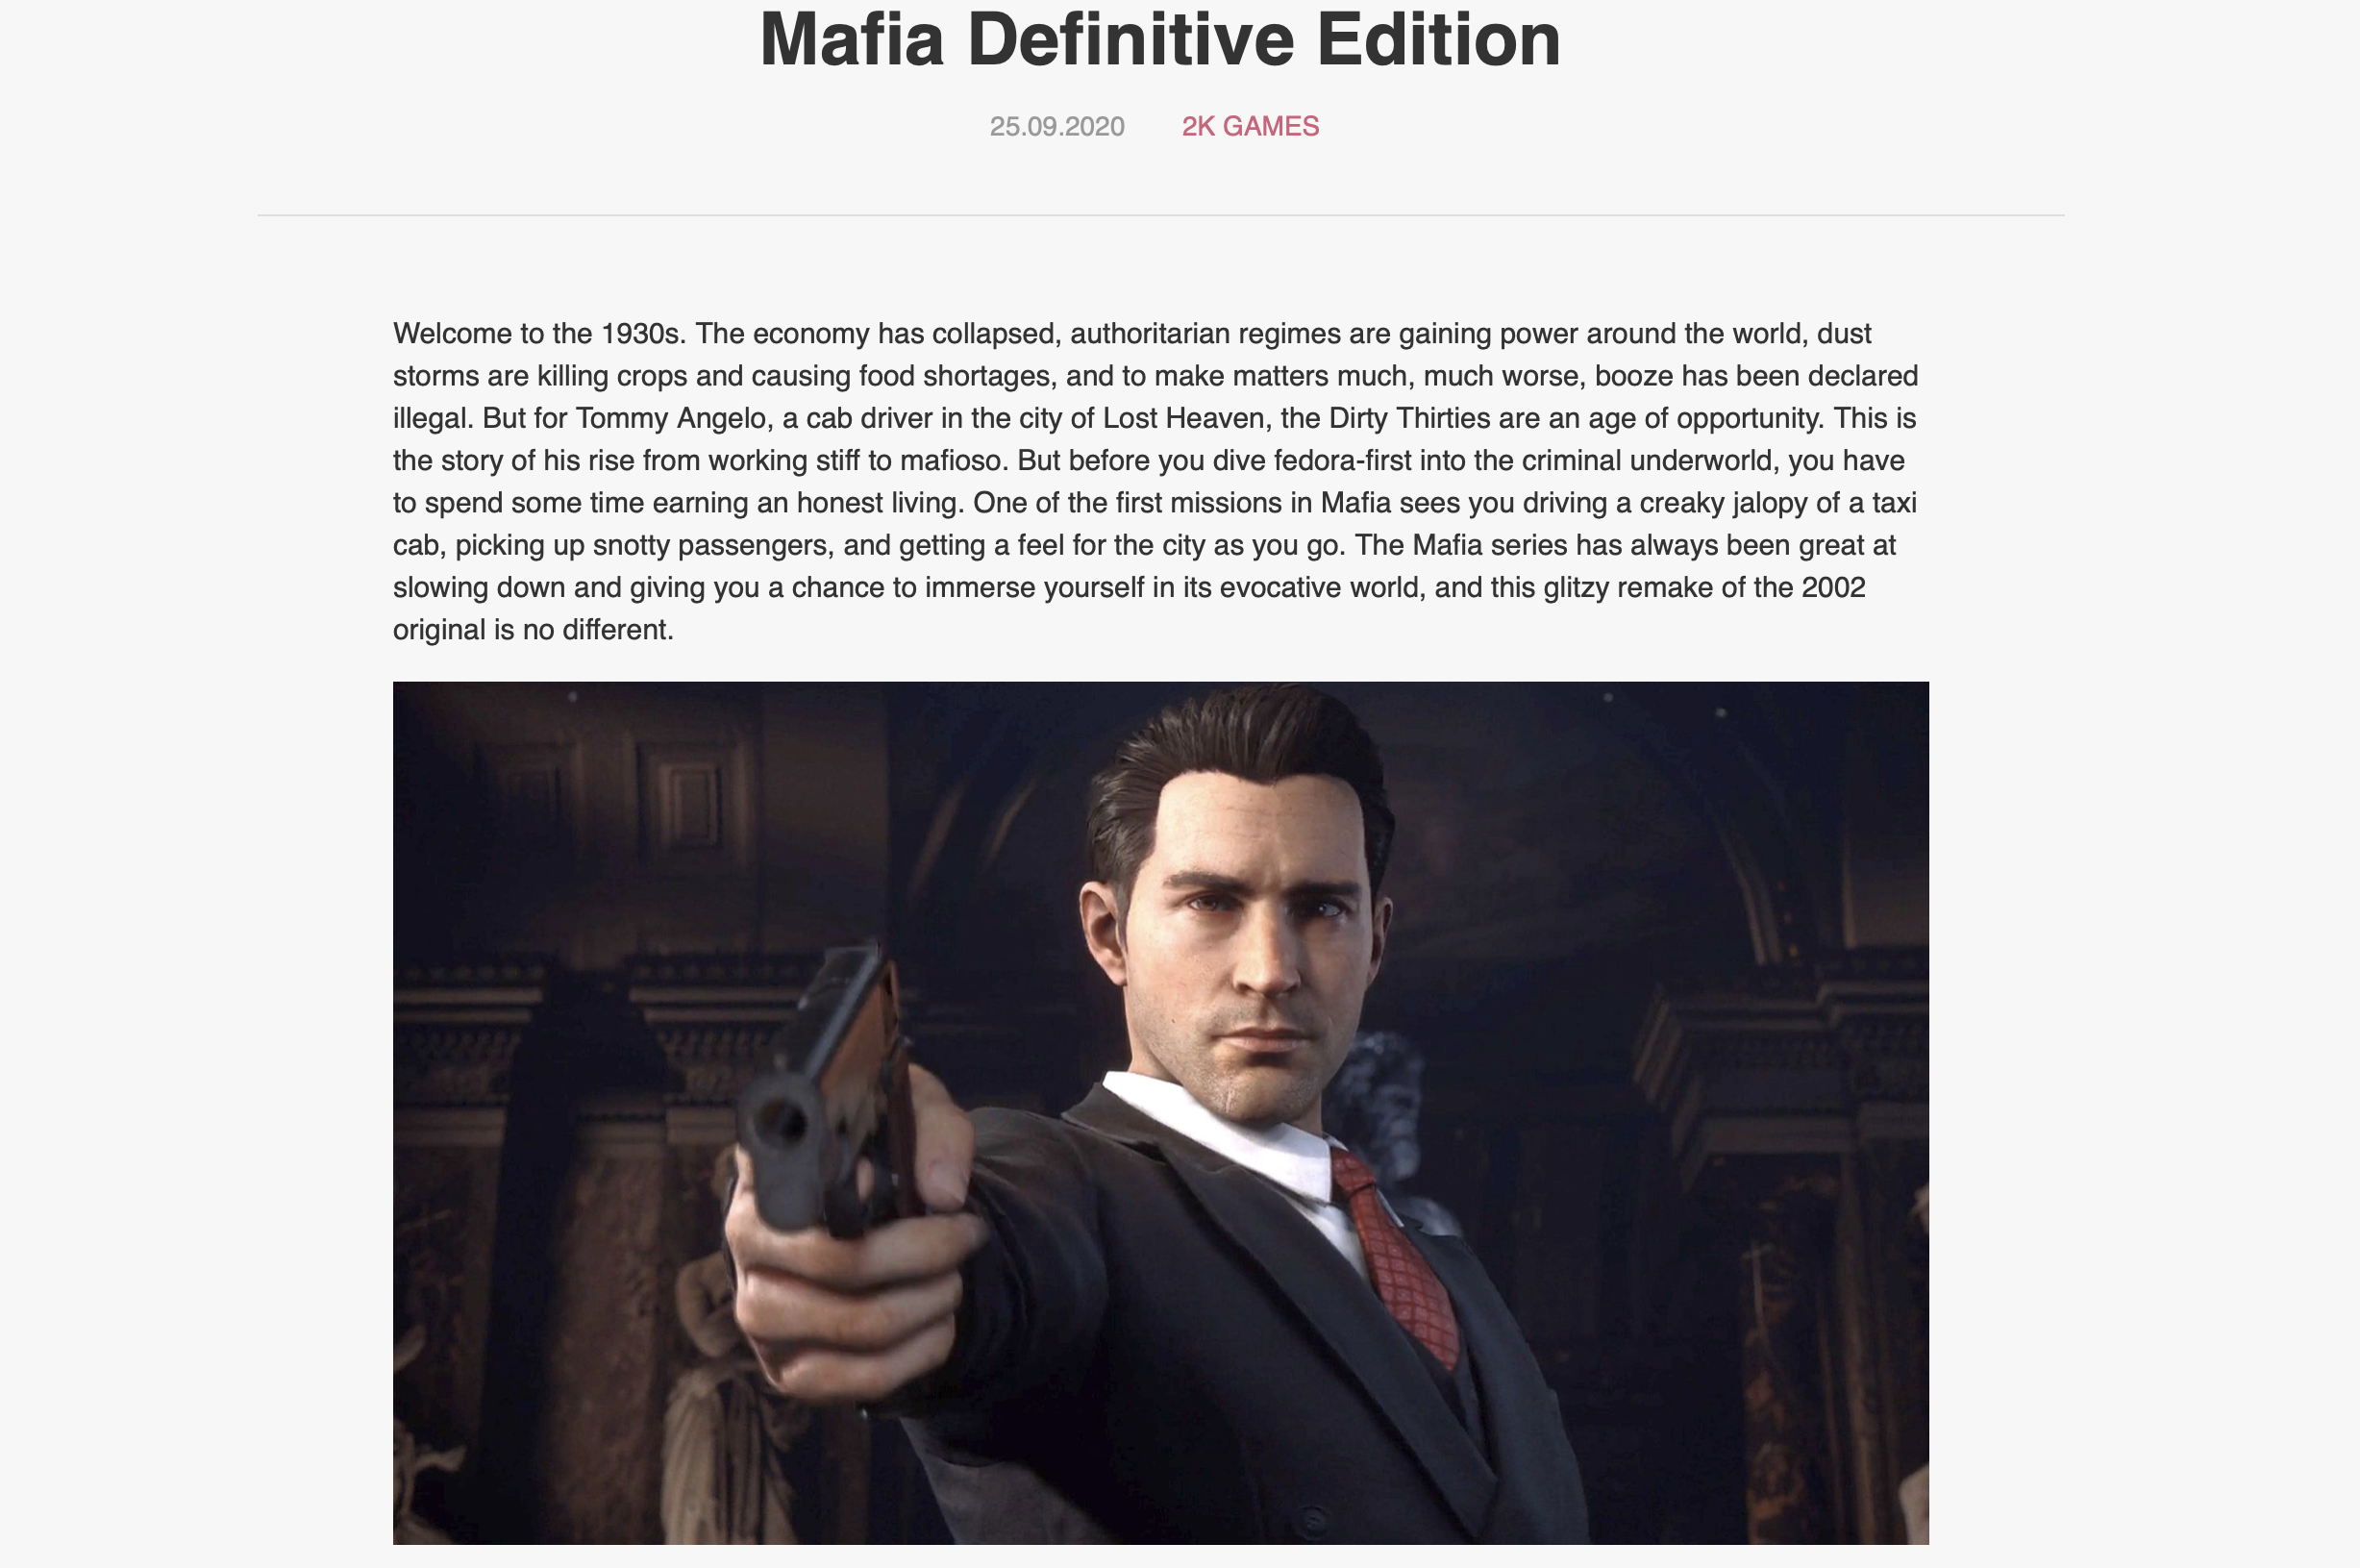 Mafia Definitive Edition
25.09.2020 2K GAMES
Welcome to the 1930s. The economy has collapsed, authoritarian regimes are gaining power around the world, dust
storms are killing crops and causing food shortages, and to make matters much, much worse, booze has been declared
illegal. But for Tommy Angelo, a cab driver in the city of Lost Heaven, the Dirty Thirties are an age of opportunity. This is
the story of his rise from working stiff to mafioso. But before you dive fedora-first into the criminal underworld, you have
to spend some time earning an honest living. One of the first missions in Mafia sees you driving a creaky jalopy of a taxi
cab, picking up snotty passengers, and getting a feel for the city as you go. The Mafia series has always been great at
slowing down and giving you a chance to immerse yourself in its evocative world, and this glitzy remake of the 2002
original is no different.